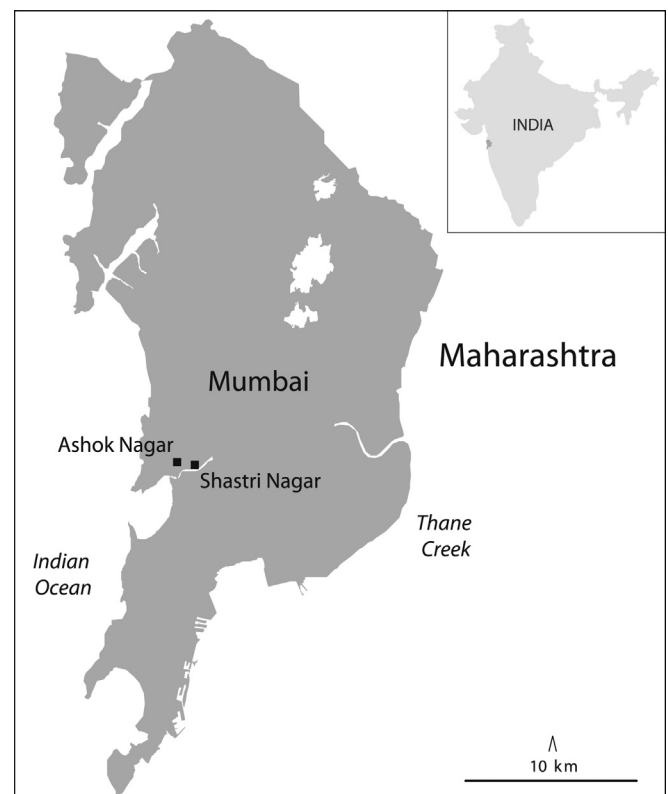 INDIA
Maharashtra
Mumbai
Ashok Nagar
Shastri Nagar
Thane
Creek
Indian
Ocean
10 km